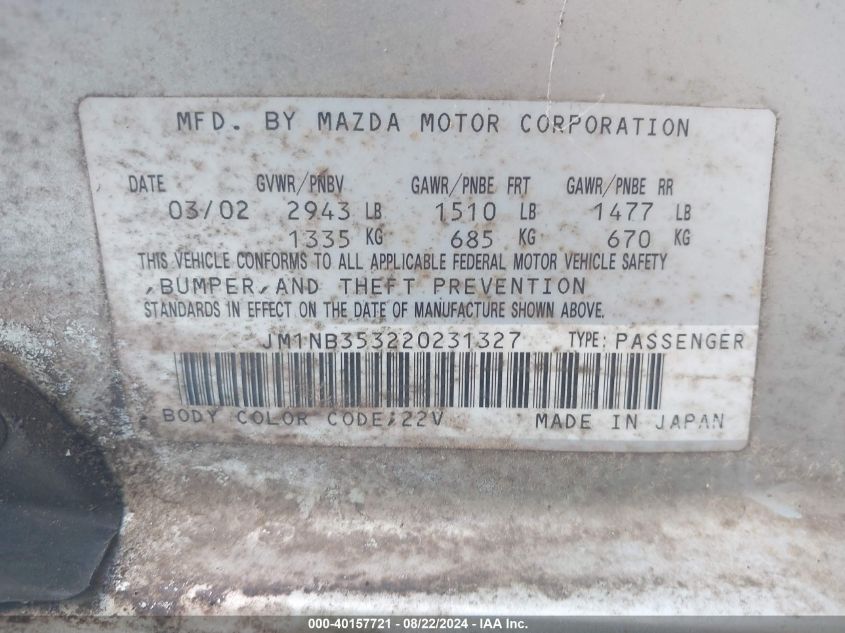 MFD. BY MAZDA MOTOR CORPORATION
DATE GVWR/PNBV GAWR/PNBE FRT GAWR/PNBE RR
03/02 2943 LB 1510 LB 1477 LB
1335 KG 685 KG 670 KG
THIS VEHICLE CONFORMS TO ALL APPLICABLE FEDERAL MOTOR VEHICLE SAFETY
,BUMPER,AND THEFT PREVENTION
STANDARDS IN EFFECT ON THE DATE OF MANUFACTURE SHOWN ABOVE.
JM1NB353220231327 TYPE: PASSENGER
BODY COLOR CODE;22V MADE IN JAPAN
000-40157721 - 08/22/2024 - IAA Inc.